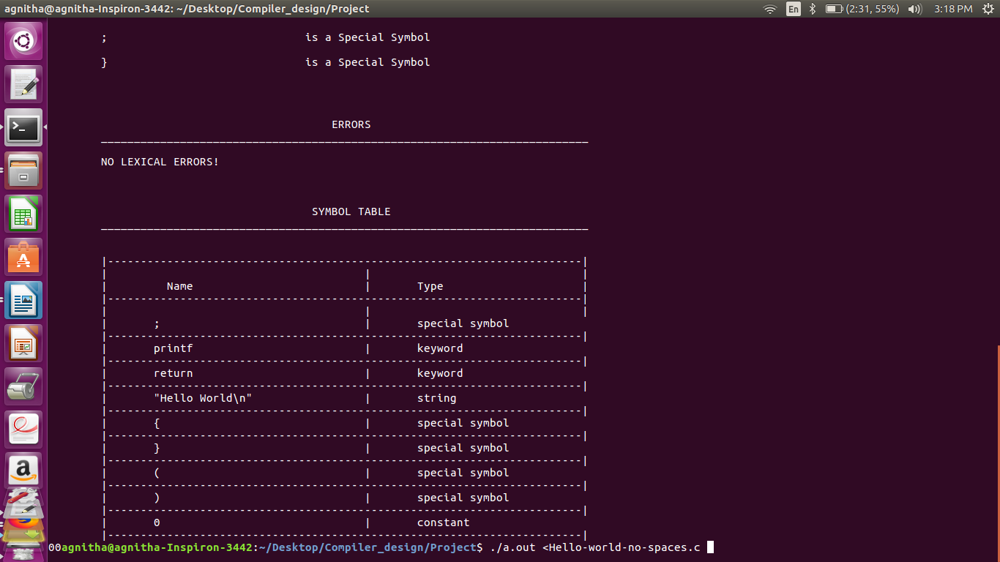 agnitha@agnitha-Inspiron-3442: ~/Desktop/Compiler_design/Project En (2:31, 55%) 3:18 PM
; is a Special Symbol
} is a Special Symbol
ERRORS
NO LEXICAL ERRORS!
SYMBOL TABLE
Name | Type
; | special symbol
printf | keyword
return | keyword
"Hello World\n" | string
{ | special symbol
} | special symbol
( | special symbol
) | special symbol
0 | constant
00agnitha@agnitha-Inspiron-3442:~/Desktop/Compiler_design/Project$ ./a.out <Hello-world-no-spaces.c